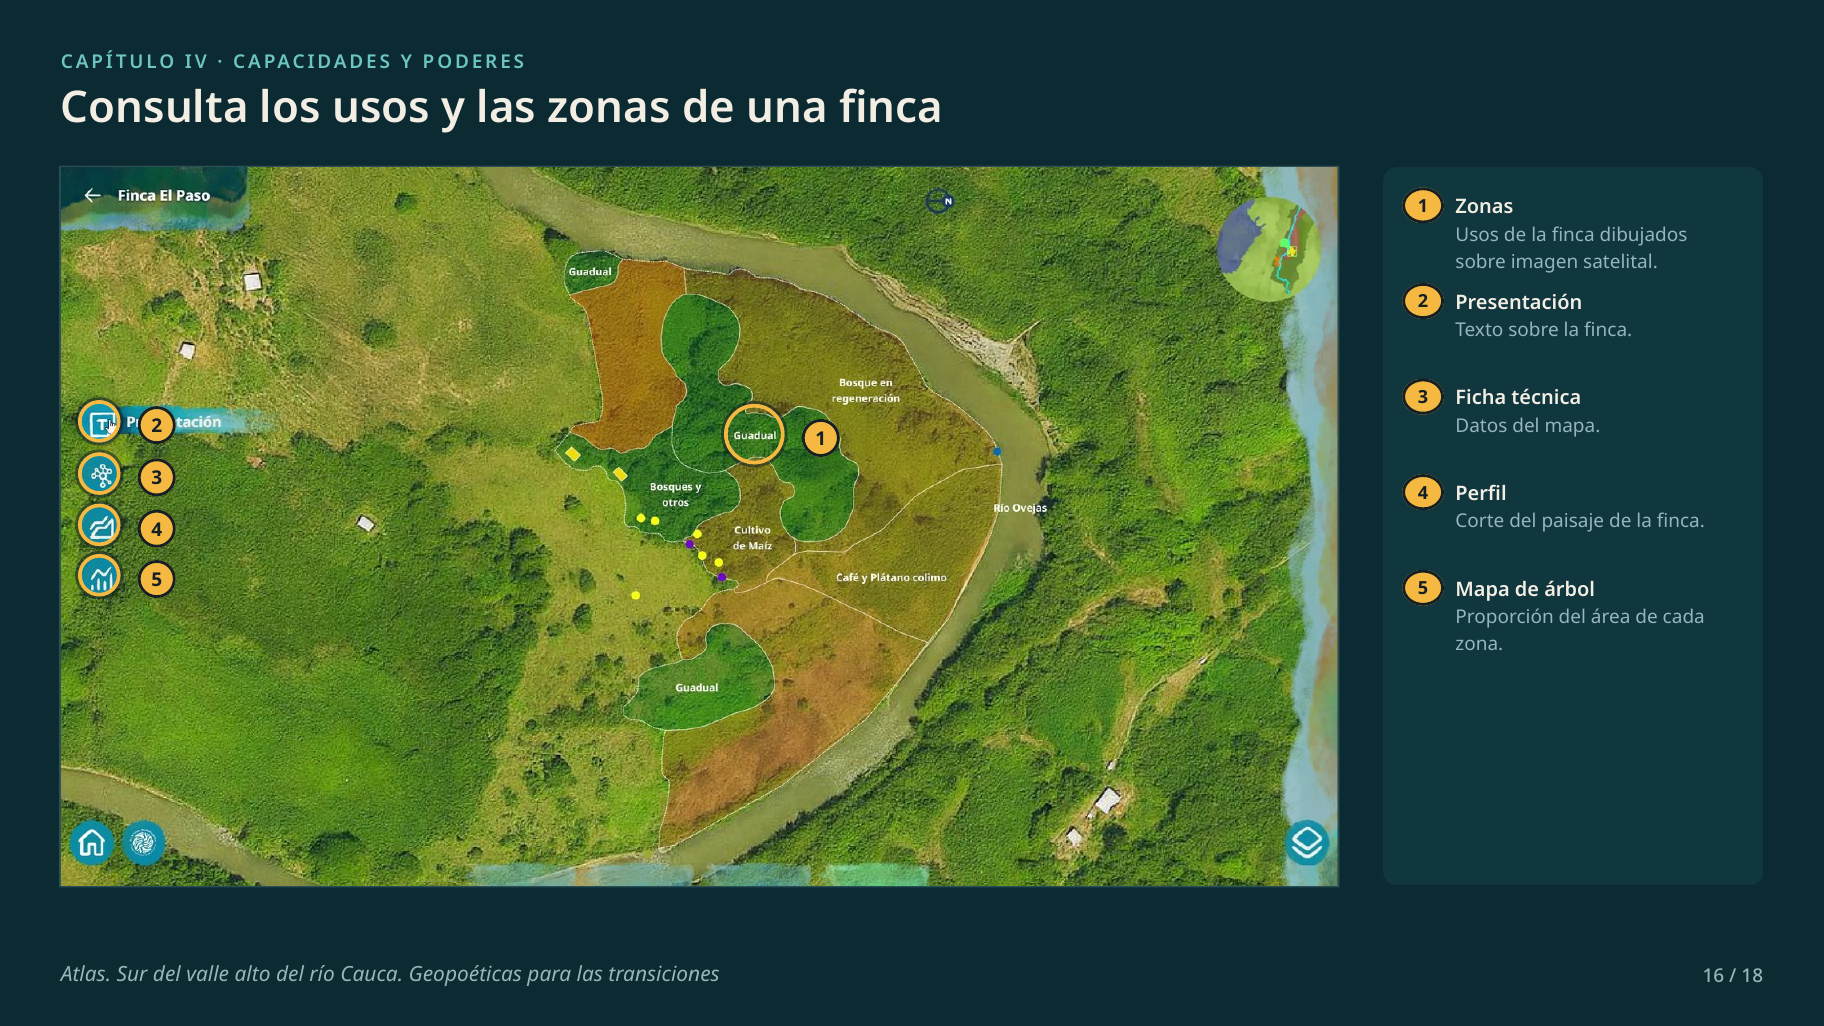 CAPÍTULO IV · CAPACIDADES Y PODERES
Consulta los usos y las zonas de una finca
Finca El Paso
N
Guadual
Bosque en
regeneración
Guadual
1
2
3
4
5
Bosques y
otros
Cultivo
de Maíz
Río Ovejas
Café y Plátano colimo
Guadual
1 Zonas
Usos de la finca dibujados
sobre imagen satelital.
2 Presentación
Texto sobre la finca.
3 Ficha técnica
Datos del mapa.
4 Perfil
Corte del paisaje de la finca.
5 Mapa de árbol
Proporción del área de cada
zona.
Atlas. Sur del valle alto del río Cauca. Geopoéticas para las transiciones
16 / 18